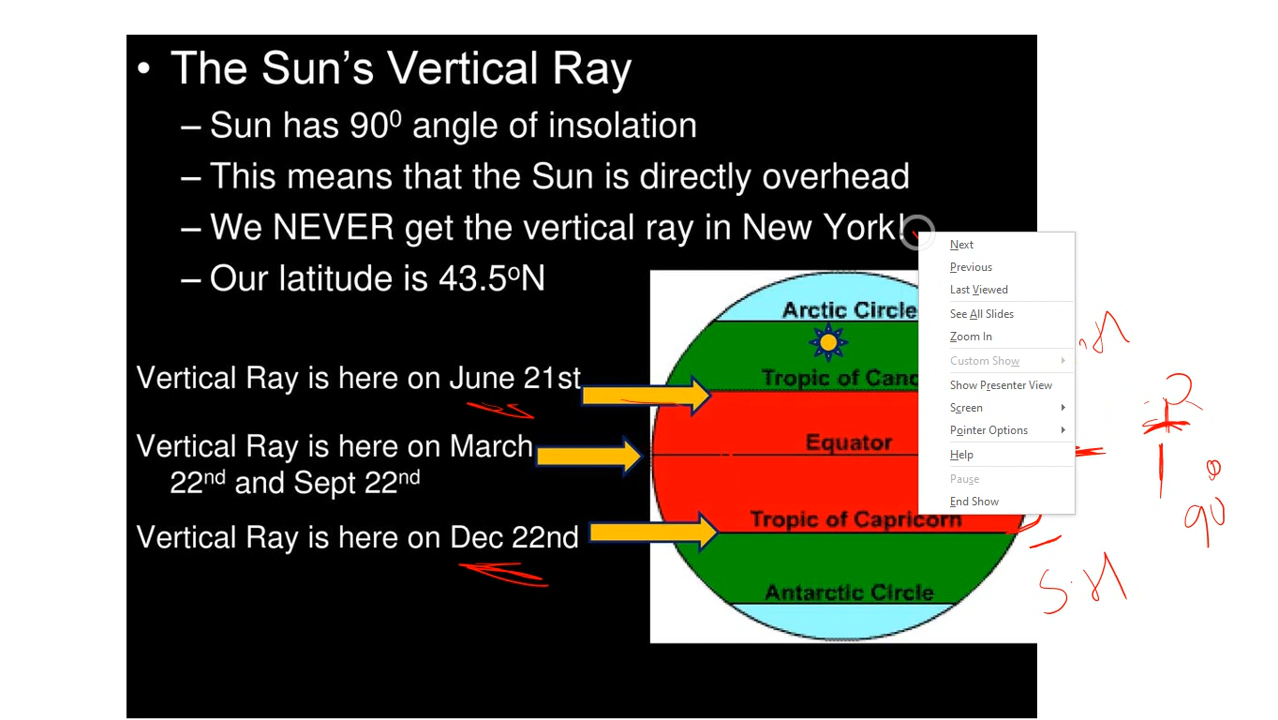 • The Sun's Vertical Ray
– Sun has 90⁰ angle of insolation
– This means that the Sun is directly overhead
– We NEVER get the vertical ray in New York!
– Our latitude is 43.5ºN
Vertical Ray is here on June 21st
Vertical Ray is here on March
22nd and Sept 22nd
Vertical Ray is here on Dec 22nd
Arctic Circle
Tropic of Canc
Equator
Tropic of Capricorn
Antarctic Circle
Next
Previous
Last Viewed
See All Slides
Zoom In
Custom Show
Show Presenter View
Screen
Pointer Options
Help
Pause
End Show
90
S.H